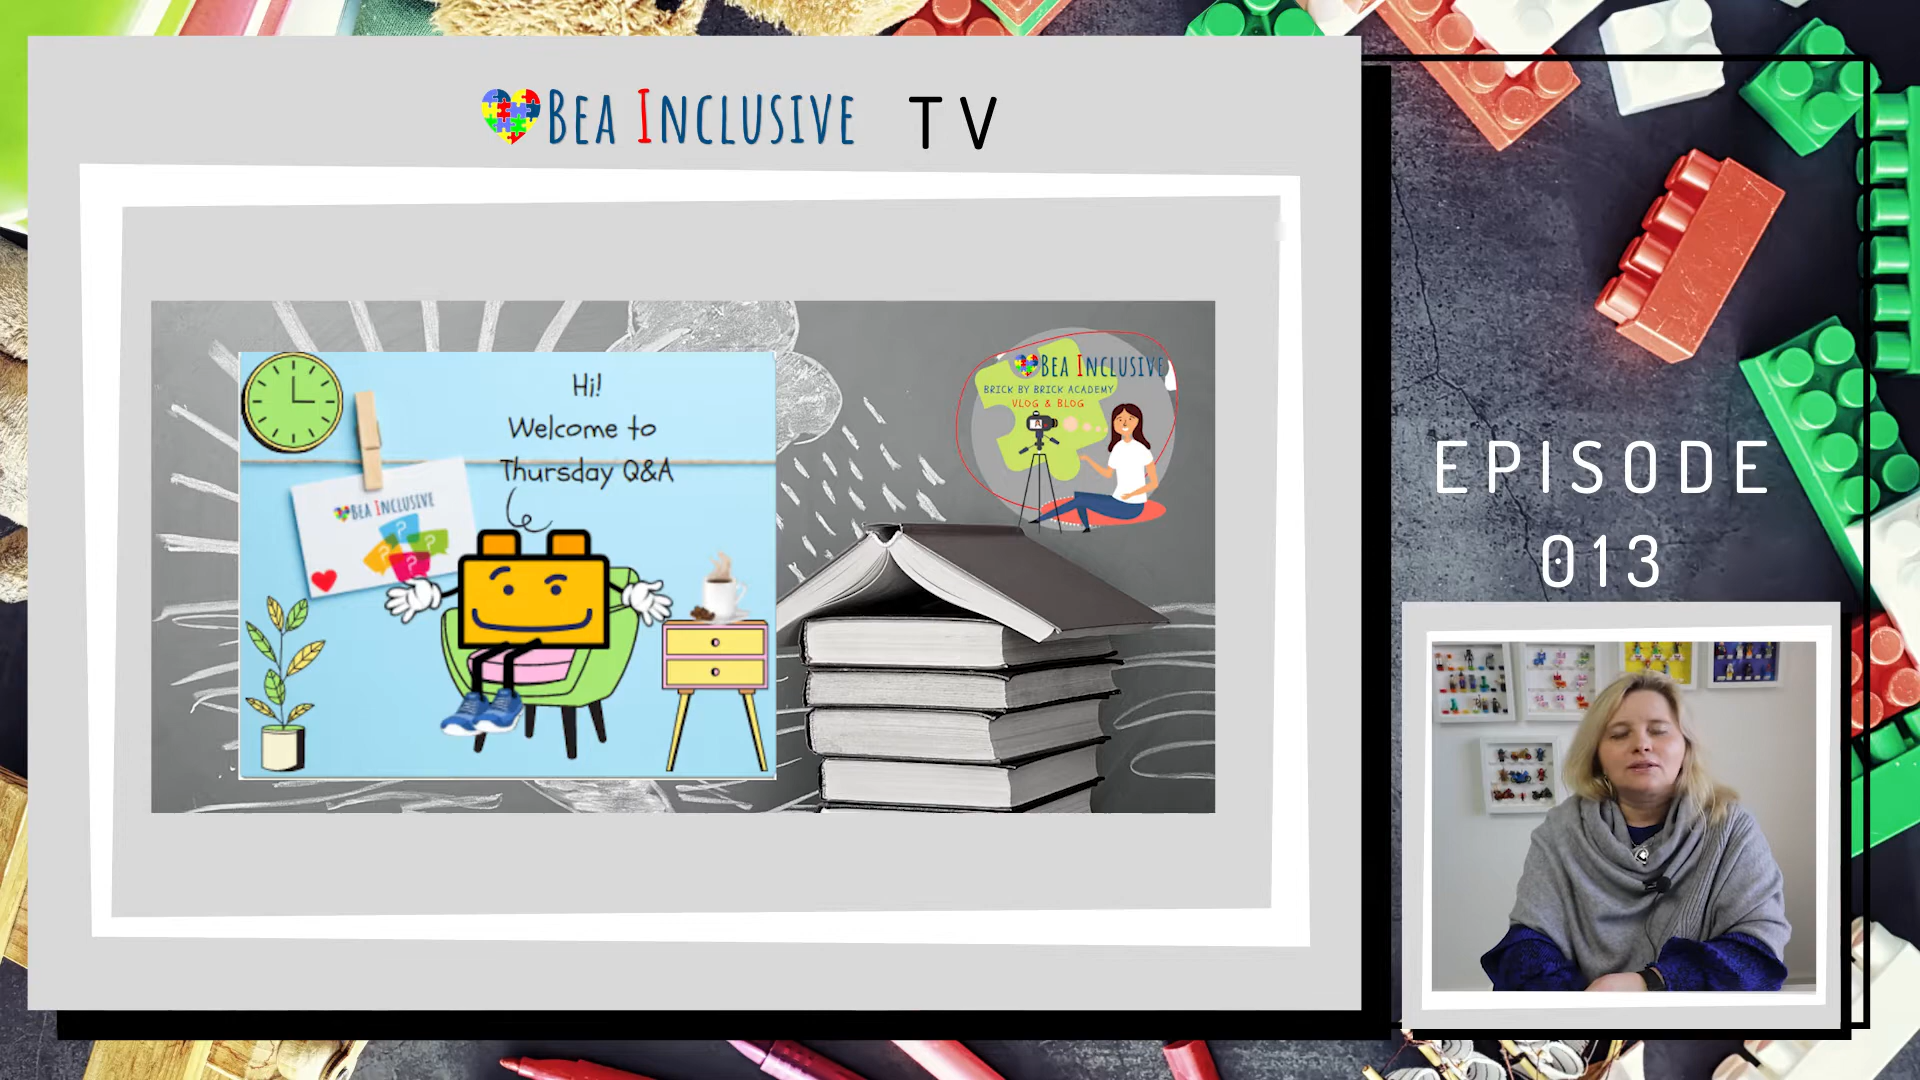 BEA INCLUSIVE TV
Hi!
Welcome to
Thursday Q&A
BEA INCLUSIVE
? ? ? ?
BEA INCLUSIVE
BRICK BY BRICK ACADEMY
VLOG & BLOG
A
EPISODE
013